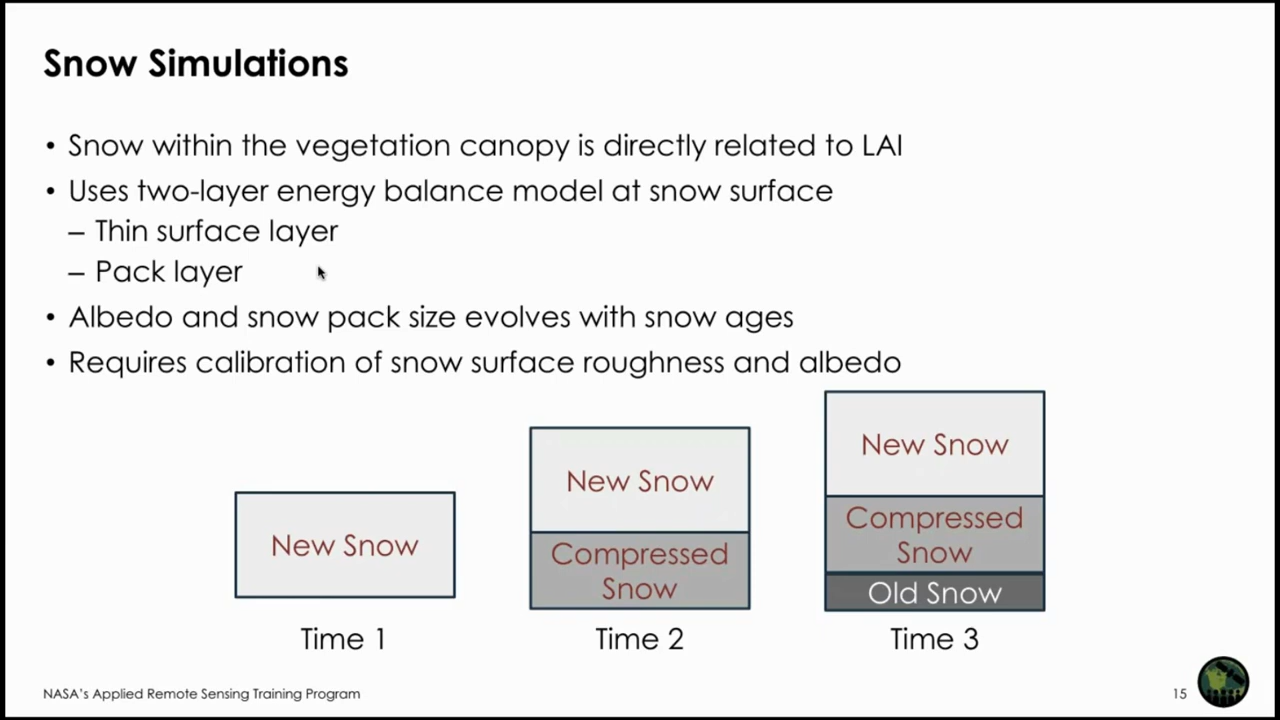 Snow Simulations
• Snow within the vegetation canopy is directly related to LAI
• Uses two-layer energy balance model at snow surface
– Thin surface layer
– Pack layer
• Albedo and snow pack size evolves with snow ages
• Requires calibration of snow surface roughness and albedo
New Snow
Time 1
New Snow
Compressed
Snow
Time 2
New Snow
Compressed
Snow
Old Snow
Time 3
NASA's Applied Remote Sensing Training Program
15